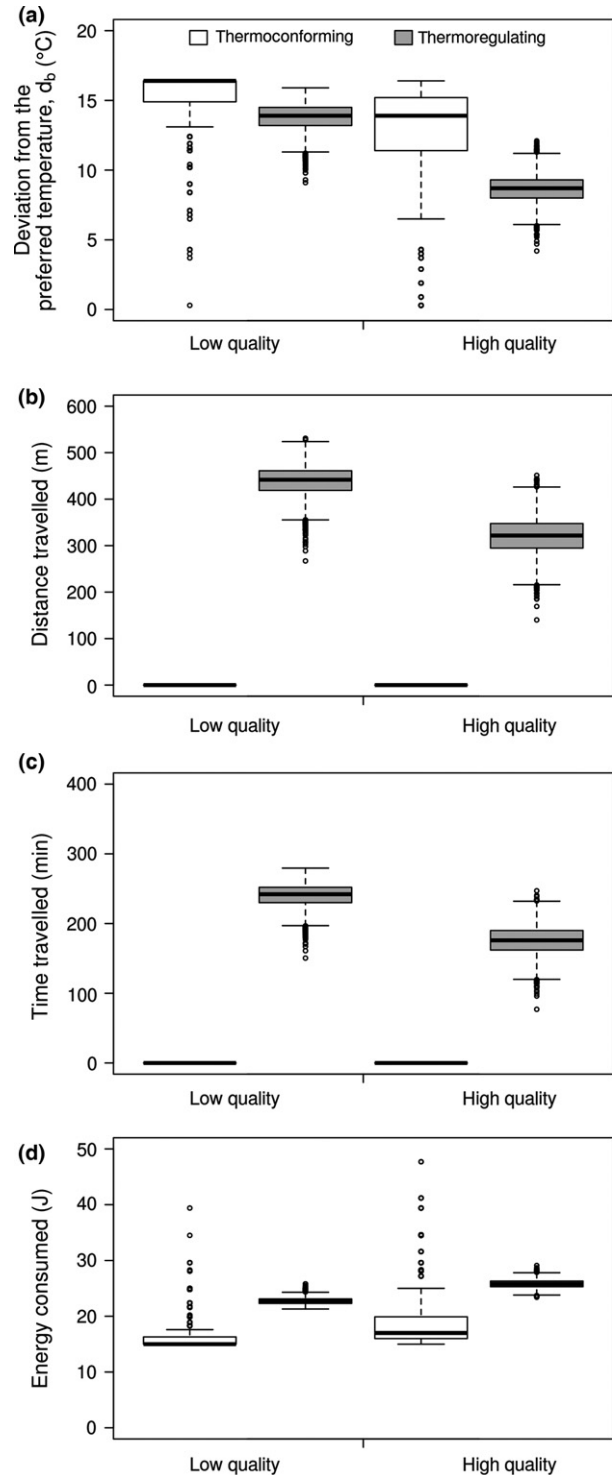 (a)
Thermoconforming Thermoregulating
Deviation from the
preferred temperature, d_b (°C)
20
15
10
5
0
Low quality High quality
(b)
Distance travelled (m)
600
500
400
300
200
100
0
Low quality High quality
(c)
Time travelled (min)
400
300
200
100
0
Low quality High quality
(d)
Energy consumed (J)
50
40
30
20
10
0
Low quality High quality